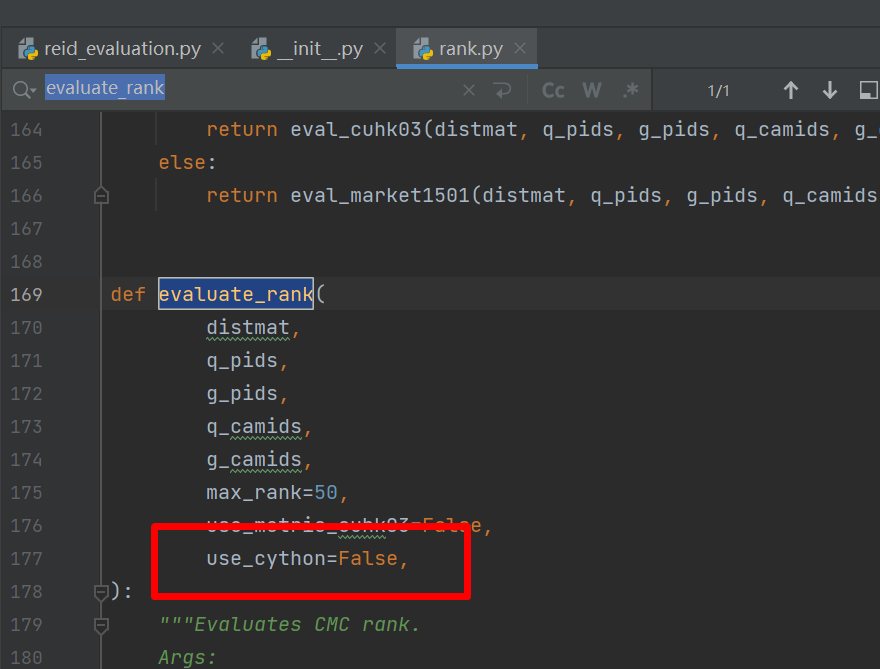 reid_evaluation.py __init__.py rank.py
evaluate_rank Cc W .* 1/1
164 return eval_cuhk03(distmat, q_pids, g_pids, q_camids, g_
165 else:
166 return eval_market1501(distmat, q_pids, g_pids, q_camids
167
168
169 def evaluate_rank(
170 distmat,
171 q_pids,
172 g_pids,
173 q_camids,
174 g_camids,
175 max_rank=50,
176 use_metric_cuhk03=False,
177 use_cython=False,
178 ):
179 """Evaluates CMC rank.
180 Args: